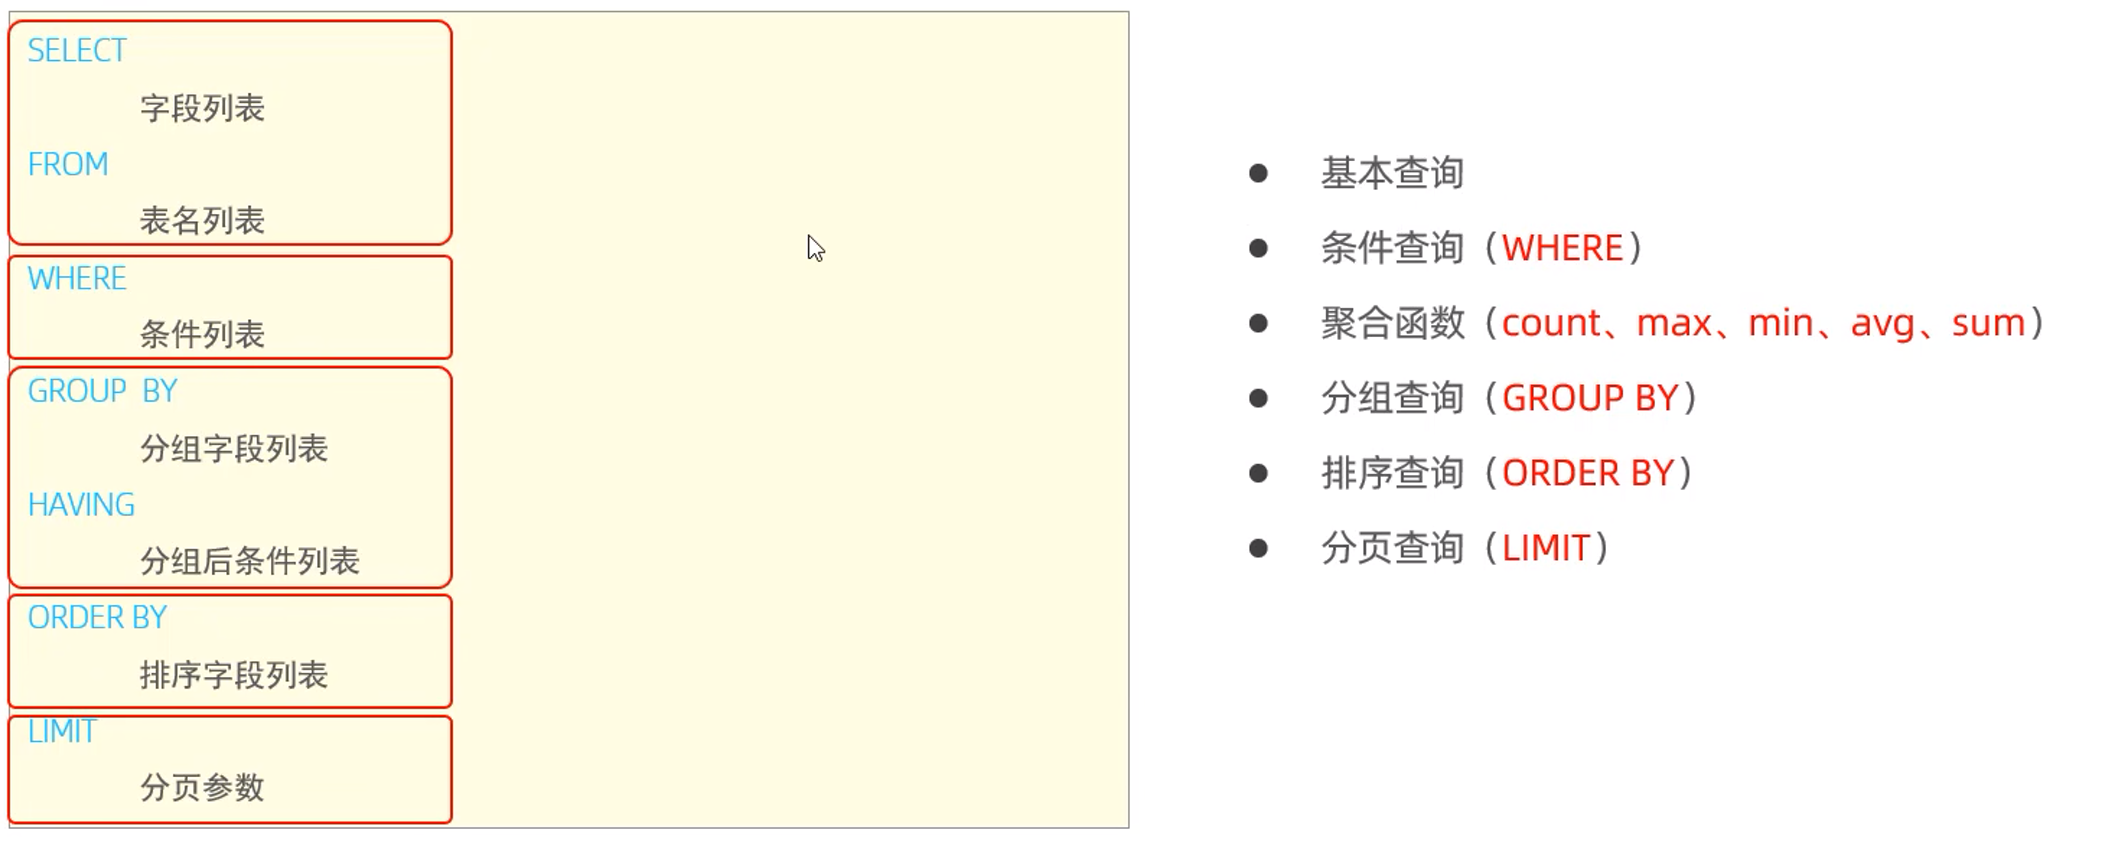 SELECT
字段列表
FROM
表名列表
WHERE
条件列表
GROUP BY
分组字段列表
HAVING
分组后条件列表
ORDER BY
排序字段列表
LIMIT
分页参数
基本查询
条件查询（WHERE）
聚合函数（count、max、min、avg、sum）
分组查询（GROUP BY）
排序查询（ORDER BY）
分页查询（LIMIT）